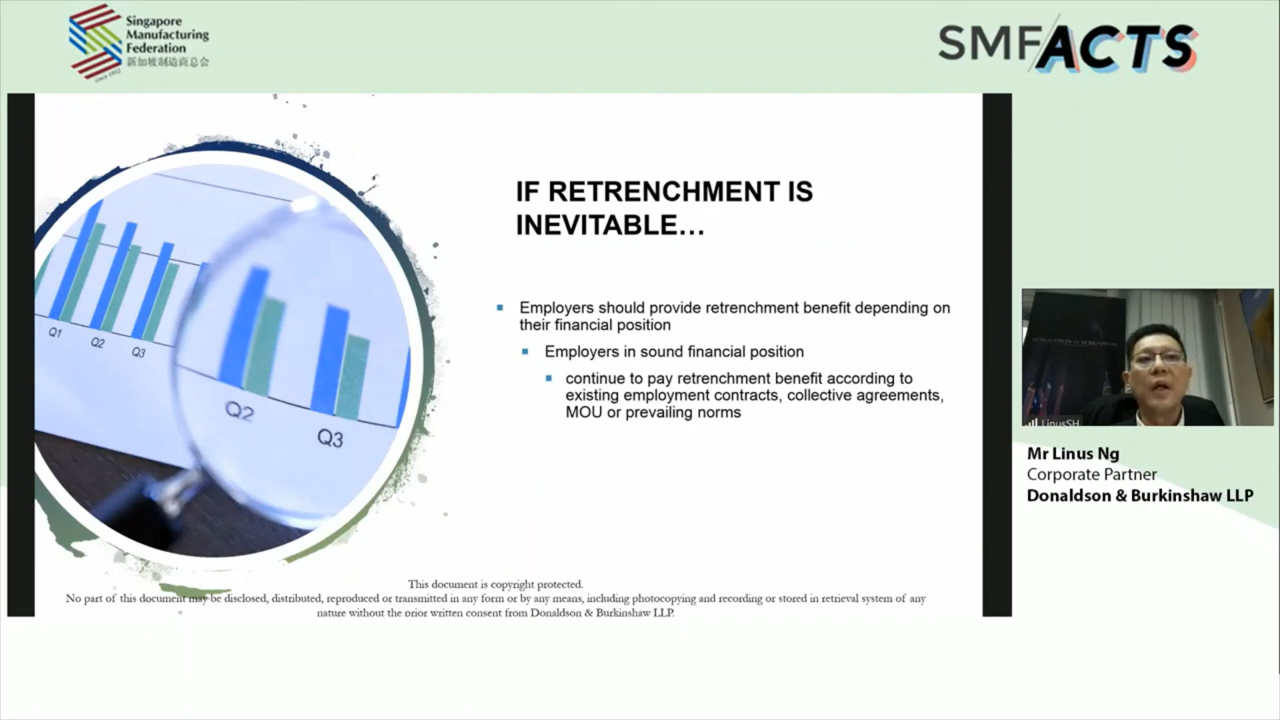 Singapore
Manufacturing
Federation
新加坡制造商总会
since 1932
SMF/ACTS
IF RETRENCHMENT IS
INEVITABLE…
Employers should provide retrenchment benefit depending on
their financial position
Employers in sound financial position
continue to pay retrenchment benefit according to
existing employment contracts, collective agreements,
MOU or prevailing norms
Q1
Q2
Q3
Q2
Q3
LinusSH
Mr Linus Ng
Corporate Partner
Donaldson & Burkinshaw LLP
This document is copyright protected.
No part of this document may be disclosed, distributed, reproduced or transmitted in any form or by any means, including photocopying and recording or stored in retrieval system of any
nature without the prior written consent from Donaldson & Burkinshaw LLP.